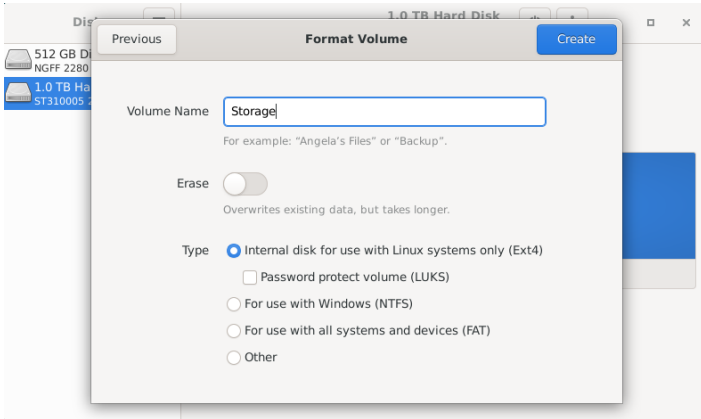 Disk
1.0 TB Hard Disk
Previous
Format Volume
Create
512 GB Di
NGFF 2280
1.0 TB Ha
ST310005 2
Volume Name
Storage
For example: “Angela’s Files” or “Backup”.
Erase
Overwrites existing data, but takes longer.
Type
Internal disk for use with Linux systems only (Ext4)
Password protect volume (LUKS)
For use with Windows (NTFS)
For use with all systems and devices (FAT)
Other